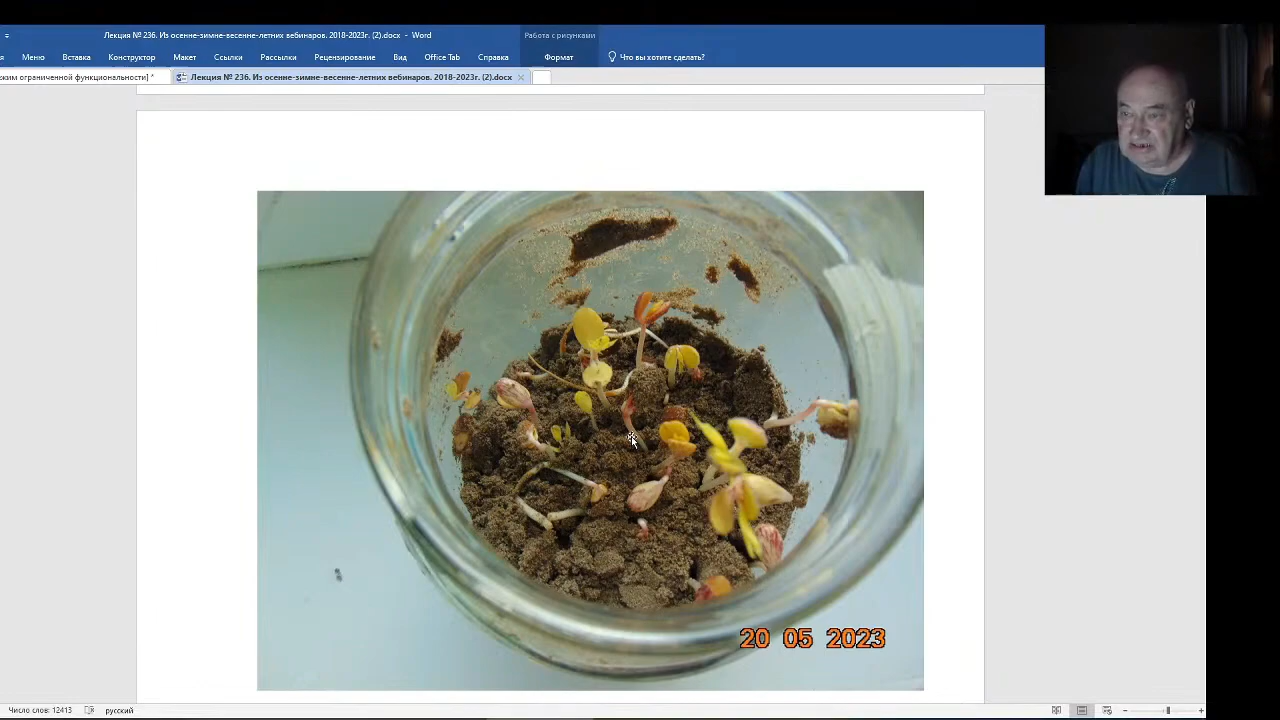 Лекция № 236. Из осенне-зимне-весенне-летних вебинаров. 2018-2023г. (2).docx - Word
Работа с рисунками
Меню Вставка Конструктор Макет Ссылки Рассылки Рецензирование Вид Office Tab Справка Формат Что вы хотите сделать?
ограниченной функциональности] * Лекция № 236. Из осенне-зимне-весенне-летних вебинаров. 2018-2023г. (2).docx
20 05 2023
Число слов: 12413 русский